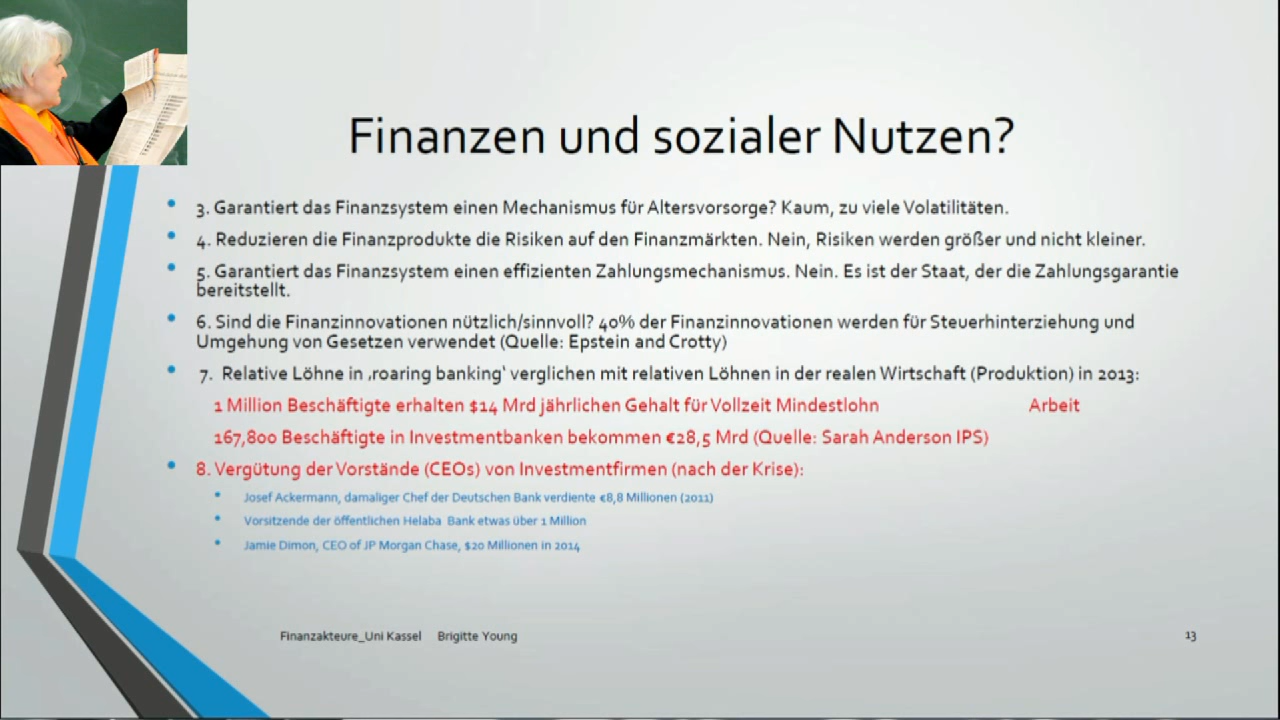 Finanzen und sozialer Nutzen?
• 3. Garantiert das Finanzsystem einen Mechanismus für Altersvorsorge? Kaum, zu viele Volatilitäten.
• 4. Reduzieren die Finanzprodukte die Risiken auf den Finanzmärkten. Nein, Risiken werden größer und nicht kleiner.
• 5. Garantiert das Finanzsystem einen effizienten Zahlungsmechanismus. Nein. Es ist der Staat, der die Zahlungsgarantie
bereitstellt.
• 6. Sind die Finanzinnovationen nützlich/sinnvoll? 40% der Finanzinnovationen werden für Steuerhinterziehung und
Umgehung von Gesetzen verwendet (Quelle: Epstein and Crotty)
• 7. Relative Löhne in ‚roaring banking‘ verglichen mit relativen Löhnen in der realen Wirtschaft (Produktion) in 2013:
1 Million Beschäftigte erhalten $14 Mrd jährlichen Gehalt für Vollzeit Mindestlohn Arbeit
167,800 Beschäftigte in Investmentbanken bekommen €28,5 Mrd (Quelle: Sarah Anderson IPS)
• 8. Vergütung der Vorstände (CEOs) von Investmentfirmen (nach der Krise):
• Josef Ackermann, damaliger Chef der Deutschen Bank verdiente €8,8 Millionen (2011)
• Vorsitzende der öffentlichen Helaba Bank etwas über 1 Million
• Jamie Dimon, CEO of JP Morgan Chase, $20 Millionen in 2014
Finanzakteure_Uni Kassel Brigitte Young
13